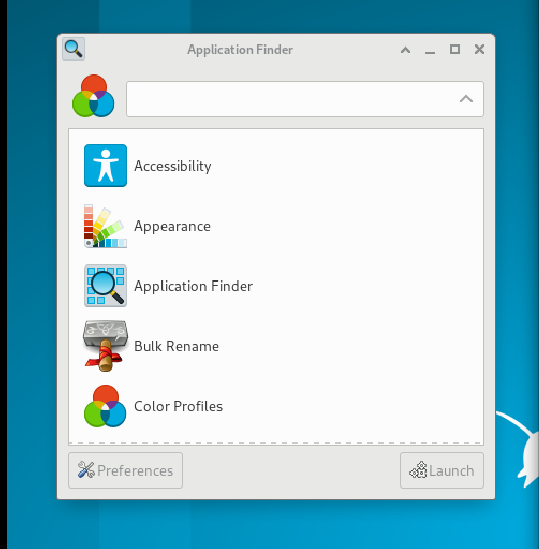 Application Finder
Accessibility
Appearance
Application Finder
Bulk Rename
Color Profiles
Preferences
Launch